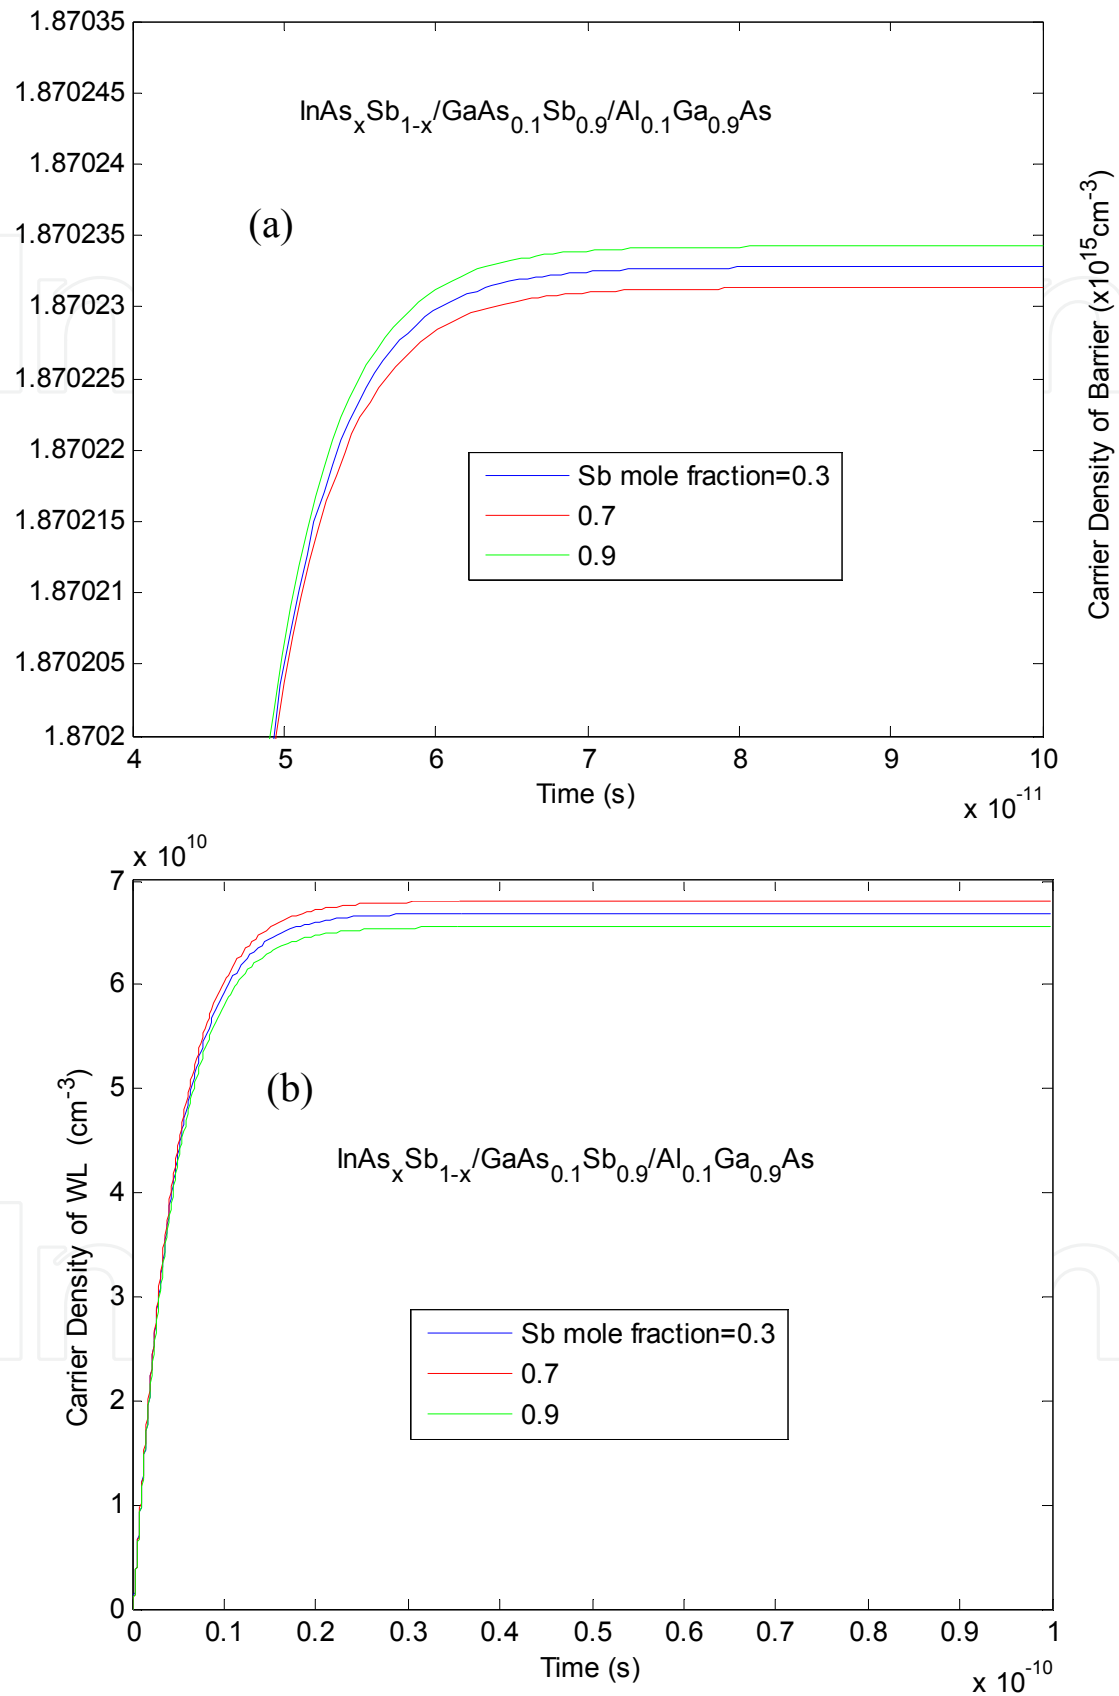 1.87035
1.870245
InAsxSb1-x/GaAs0.1Sb0.9/Al0.1Ga0.9As
1.87024
(a)
1.870235
1.87023
1.870225
1.87022
Sb mole fraction=0.3
1.870215
0.7
0.9
1.87021
1.870205
1.8702
Carrier Density of Barrier (x10^15cm^-3)
4 5 6 7 8 9 10
Time (s)
x 10^-11
x 10^10
7
6
5
(b)
InAsxSb1-x/GaAs0.1Sb0.9/Al0.1Ga0.9As
4
3
Sb mole fraction=0.3
0.7
2
0.9
1
0
Carrier Density of WL (cm^-3)
0 0.1 0.2 0.3 0.4 0.5 0.6 0.7 0.8 0.9 1
Time (s)
x 10^-10